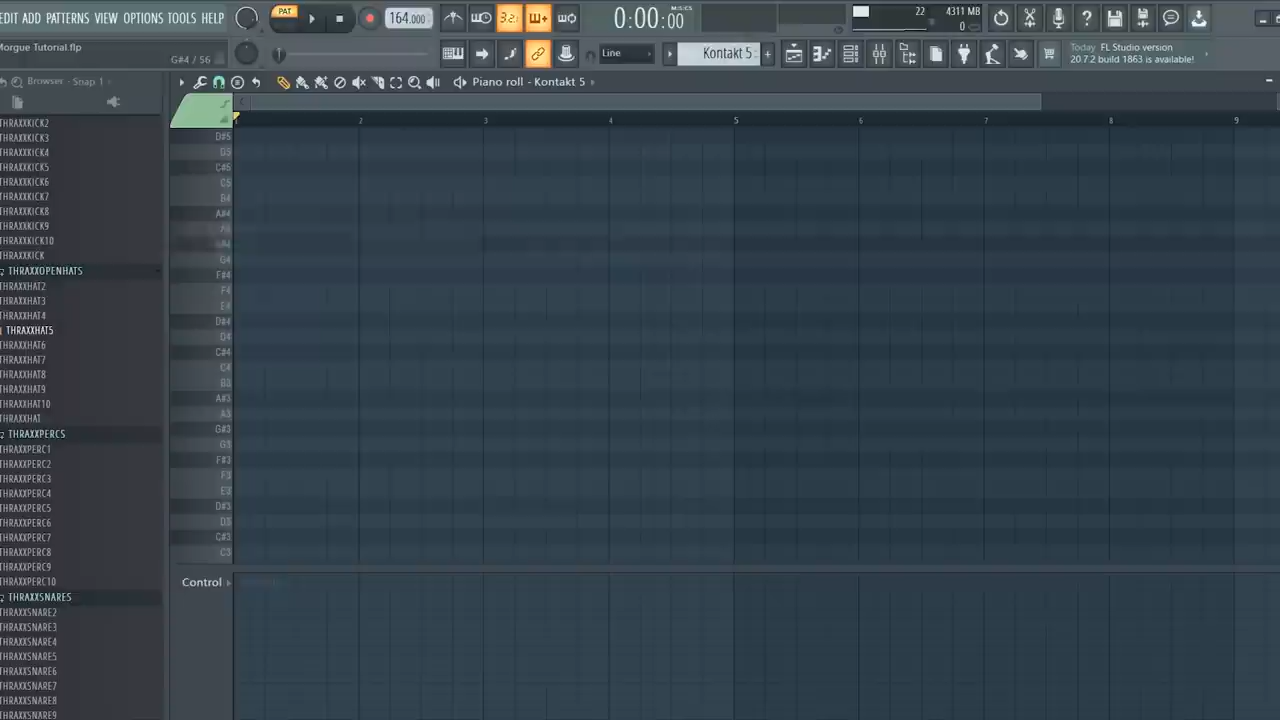 EDIT ADD PATTERNS VIEW OPTIONS TOOLS HELP
PAT
164.000
3 2
0:00:00
M:S:CS
22
4311 MB
0
Morgue Tutorial.flp
G#4 / 56
Line
Kontakt 5
Today FL Studio version
20.7.2 build 1863 is available!
Browser - Snap 1
Piano roll - Kontakt 5
2 3 4 5 6 7 8 9
THRAXXKICK2
THRAXXKICK3
THRAXXKICK4
THRAXXKICK5
THRAXXKICK6
THRAXXKICK7
THRAXXKICK8
THRAXXKICK9
THRAXXKICK10
THRAXXKICK
THRAXXOPENHATS
THRAXXHAT2
THRAXXHAT3
THRAXXHAT4
THRAXXHAT5
THRAXXHAT6
THRAXXHAT7
THRAXXHAT8
THRAXXHAT9
THRAXXHAT10
THRAXXHAT
THRAXXPERCS
THRAXXPERC1
THRAXXPERC2
THRAXXPERC3
THRAXXPERC4
THRAXXPERC5
THRAXXPERC6
THRAXXPERC7
THRAXXPERC8
THRAXXPERC9
THRAXXPERC10
THRAXXSNARES
THRAXXSNARE2
THRAXXSNARE3
THRAXXSNARE4
THRAXXSNARE5
THRAXXSNARE6
THRAXXSNARE7
THRAXXSNARE8
THRAXXSNARE9
D#5
D5
C#5
C5
B4
A#4
G4
F#4
F4
E4
D#4
D4
C#4
C4
B3
A#3
A3
G#3
G3
F#3
F3
E3
D#3
D3
C#3
C3
Control